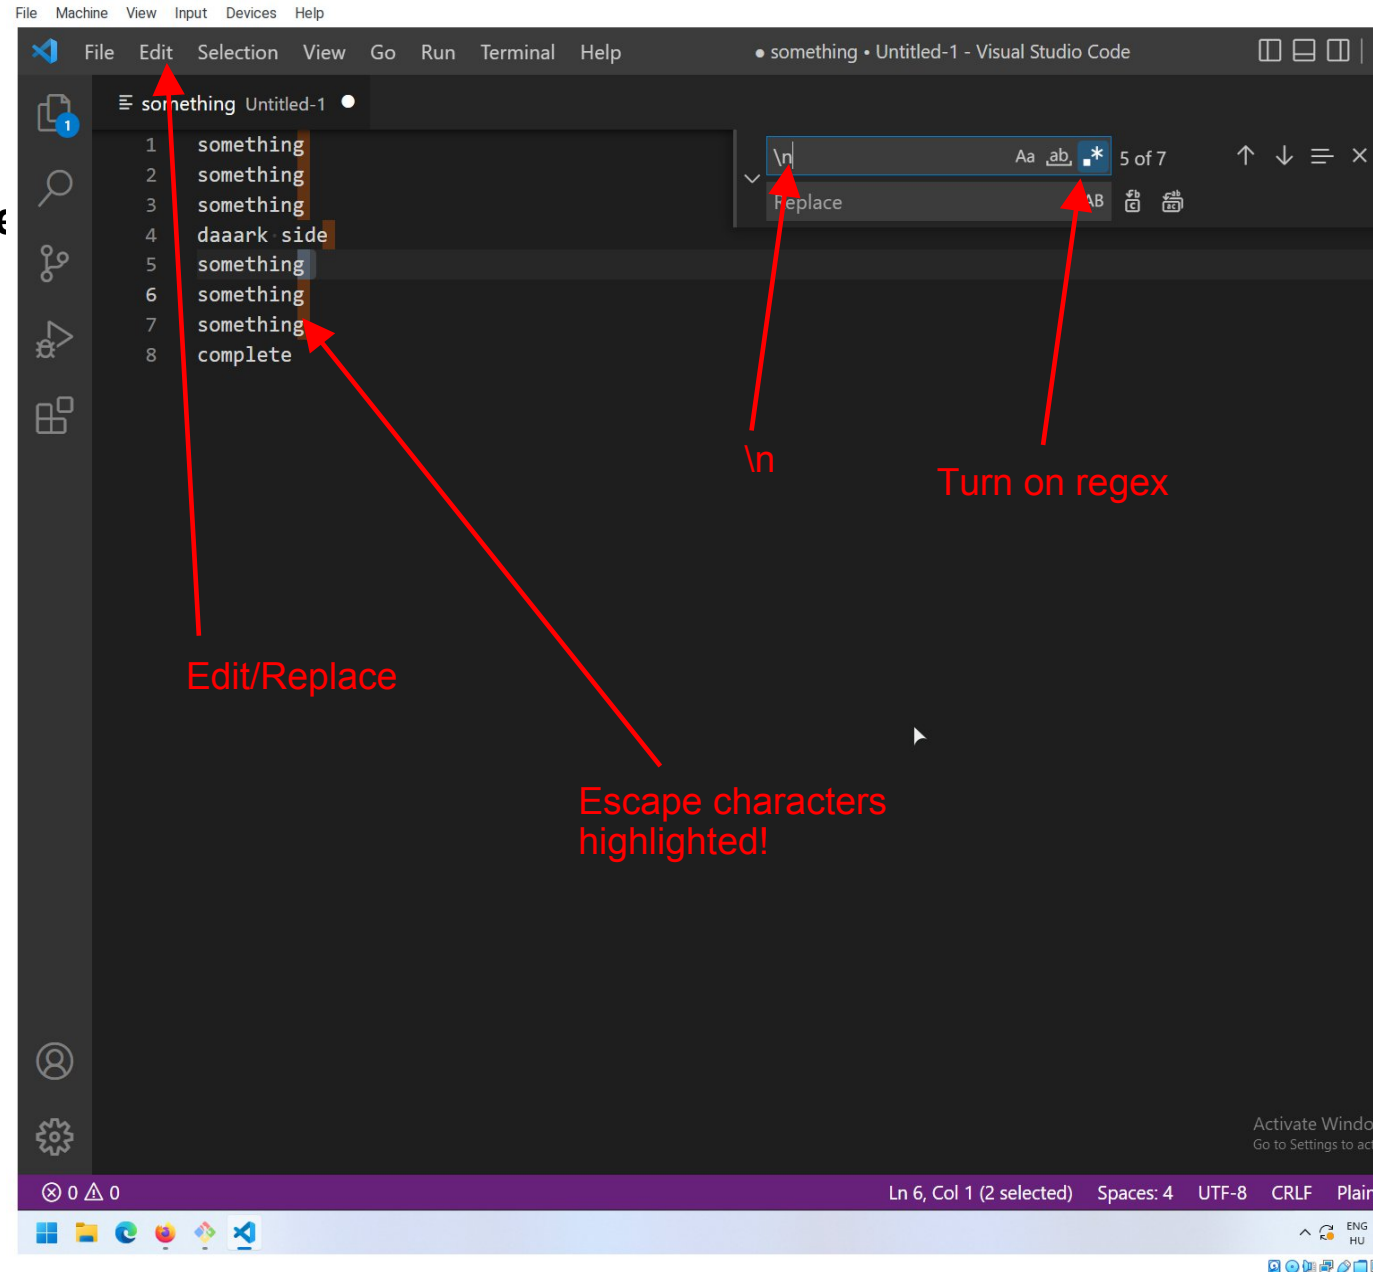 File Machine View Input Devices Help
File Edit Selection View Go Run Terminal Help ● something • Untitled-1 - Visual Studio Code
something Untitled-1 ●
1 something
2 something
3 something
4 daaark·side
5 something
6 something
7 something
8 complete
\n Aa ab .* 5 of 7
Replace AB
\n
Turn on regex
Edit/Replace
Escape characters
highlighted!
1
Activate Windo
Go to Settings to act
0 0 Ln 6, Col 1 (2 selected) Spaces: 4 UTF-8 CRLF Plain
ENG
HU